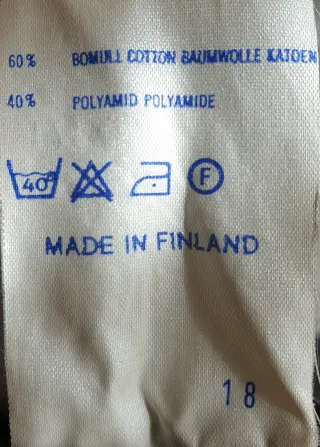 60% BOMULL COTTON BAUMWOLLE KATOEN
40% POLYAMID POLYAMIDE
40° F
MADE IN FINLAND
18